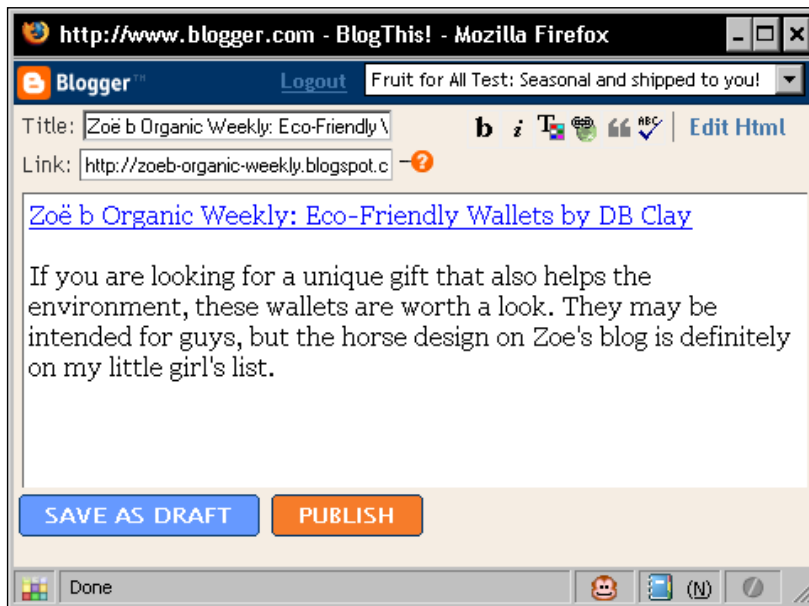 http://www.blogger.com - BlogThis! - Mozilla Firefox
Blogger™ Logout Fruit for All Test: Seasonal and shipped to you!
Title: Zoë b Organic Weekly: Eco-Friendly b i T ABC Edit Html
Link: http://zoeb-organic-weekly.blogspot.c ?
Zoë b Organic Weekly: Eco-Friendly Wallets by DB Clay
If you are looking for a unique gift that also helps the
environment, these wallets are worth a look. They may be
intended for guys, but the horse design on Zoe's blog is definitely
on my little girl's list.
SAVE AS DRAFT PUBLISH
Done (N)